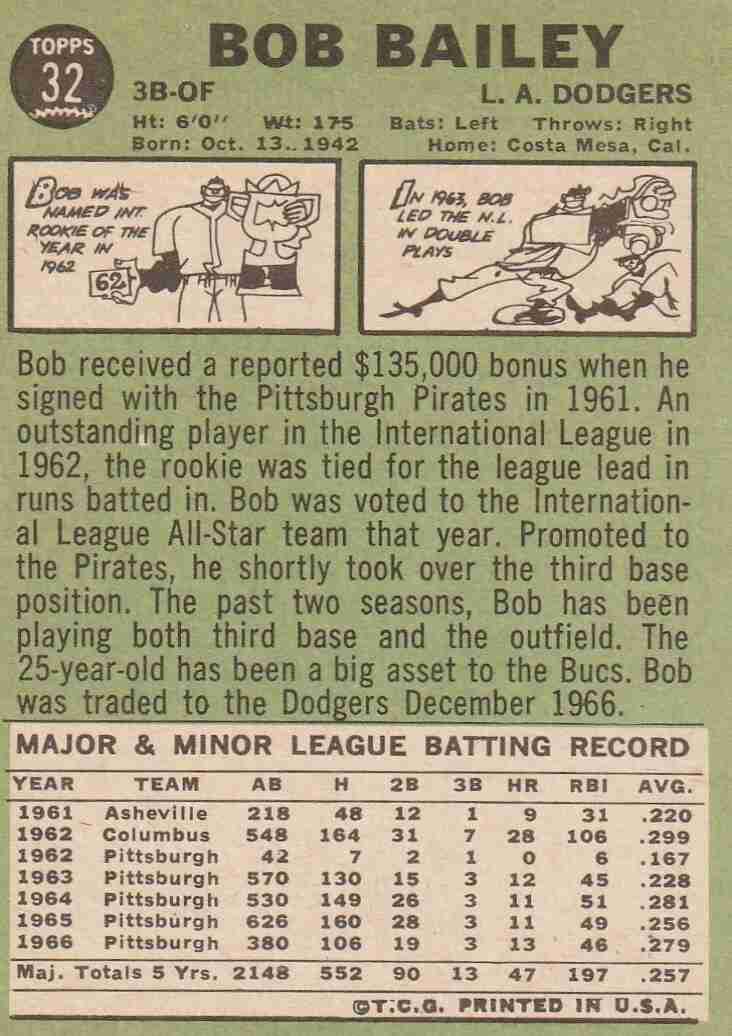 TOPPS
32
BOB BAILEY
3B-OF L. A. DODGERS
Ht: 6'0" Wt: 175 Bats: Left Throws: Right
Born: Oct. 13, 1942 Home: Costa Mesa, Cal.
BOB WAS
NAMED INT.
ROOKIE OF THE
YEAR IN
1962
62
IN 1963, BOB
LED THE N.L.
IN DOUBLE
PLAYS
Bob received a reported $135,000 bonus when he
signed with the Pittsburgh Pirates in 1961. An
outstanding player in the International League in
1962, the rookie was tied for the league lead in
runs batted in. Bob was voted to the Internation-
al League All-Star team that year. Promoted to
the Pirates, he shortly took over the third base
position. The past two seasons, Bob has been
playing both third base and the outfield. The
25-year-old has been a big asset to the Bucs. Bob
was traded to the Dodgers December 1966.
MAJOR & MINOR LEAGUE BATTING RECORD
YEAR TEAM AB H 2B 3B HR RBI AVG.
1961 Asheville 218 48 12 1 9 31 .220
1962 Columbus 548 164 31 7 28 106 .299
1962 Pittsburgh 42 7 2 1 0 6 .167
1963 Pittsburgh 570 130 15 3 12 45 .228
1964 Pittsburgh 530 149 26 3 11 51 .281
1965 Pittsburgh 626 160 28 3 11 49 .256
1966 Pittsburgh 380 106 19 3 13 46 .279
Maj. Totals 5 Yrs. 2148 552 90 13 47 197 .257
©T.C.G. PRINTED IN U.S.A.